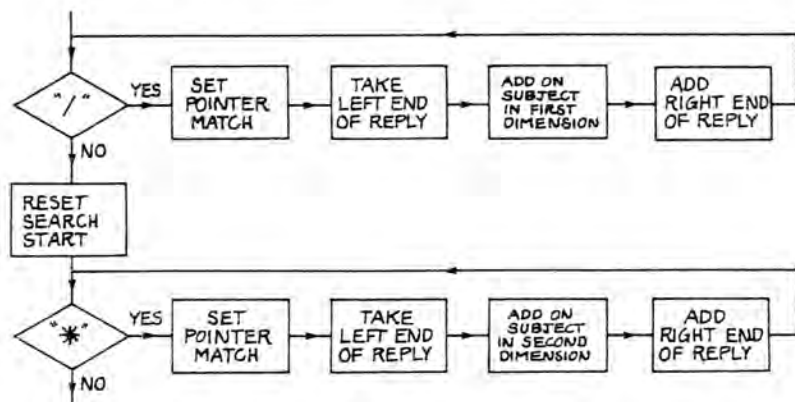 "/"
YES
SET
POINTER
MATCH
TAKE
LEFT END
OF REPLY
ADD ON
SUBJECT
IN FIRST
DIMENSION
ADD
RIGHT END
OF REPLY
NO
RESET
SEARCH
START
"*"
YES
SET
POINTER
MATCH
TAKE
LEFT END
OF REPLY
ADD ON
SUBJECT
IN SECOND
DIMENSION
ADD
RIGHT END
OF REPLY
NO